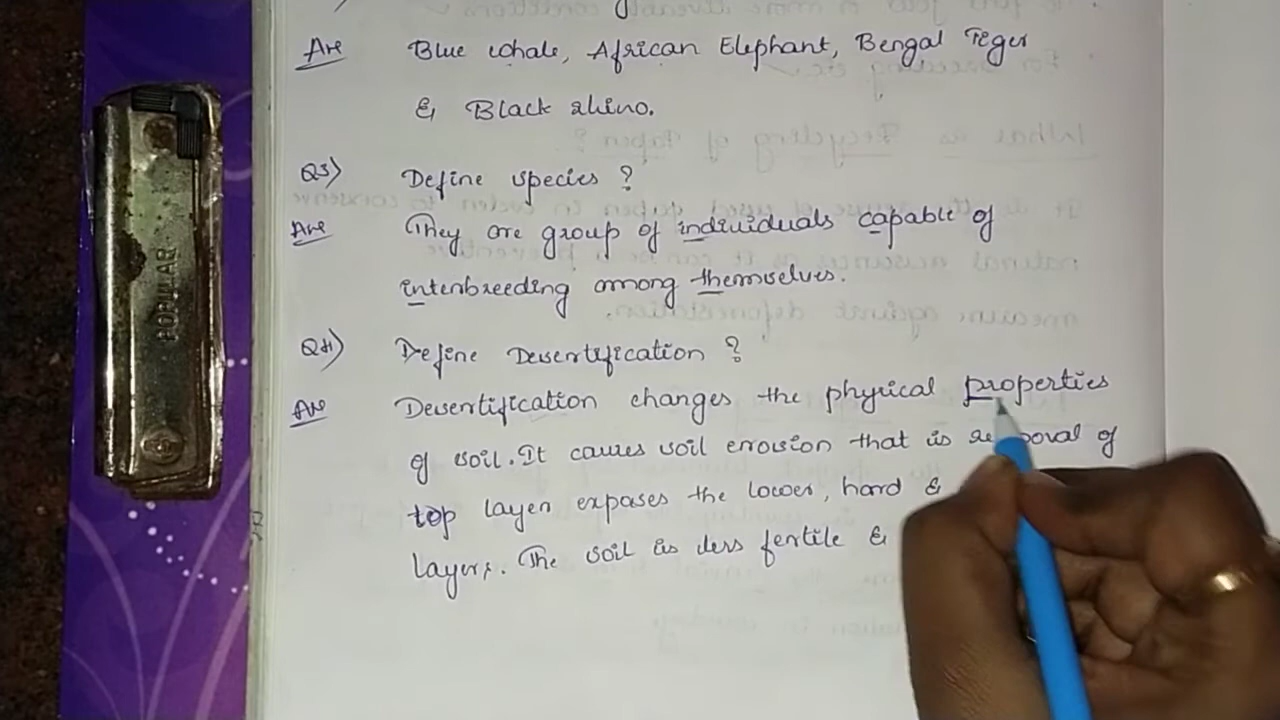 Ans Blue whale, African Elephant, Bengal Tiger
& Black rhino.
Q3) Define species ?
Ans They are group of individuals capable of
interbreeding among themselves.
Q4) Define Desertification ?
Ans Desertification changes the physical properties
of soil. It causes soil erosion that is removal of
top layer expases the lower, hard &
layers. The soil is less fertile &
POPULAR